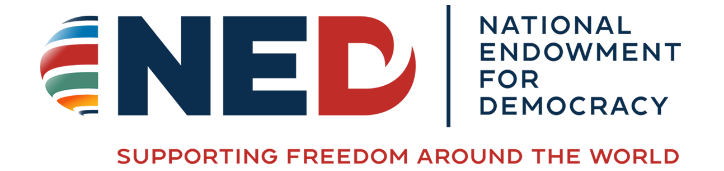 NED
NATIONAL
ENDOWMENT
FOR
DEMOCRACY
SUPPORTING FREEDOM AROUND THE WORLD